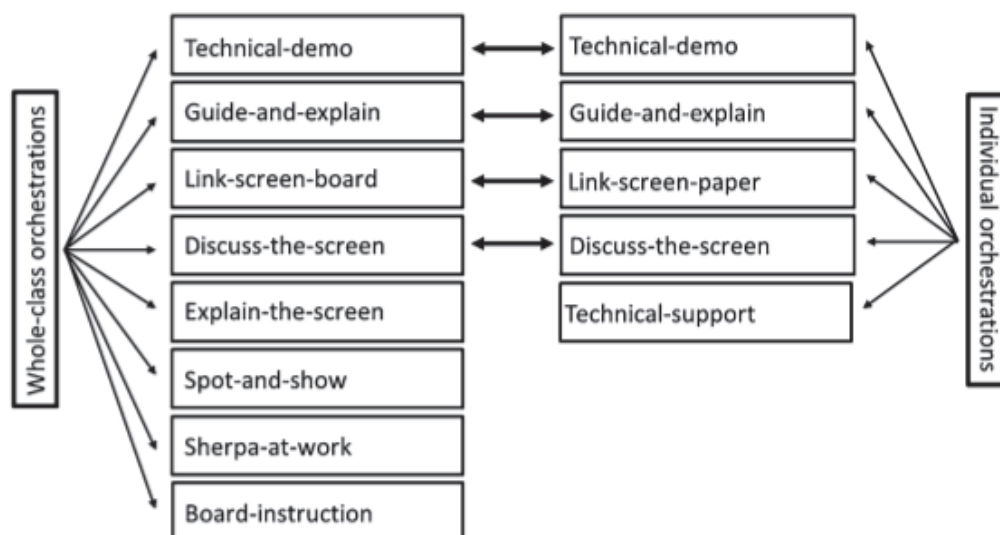 Whole-class orchestrations
Technical-demo
Guide-and-explain
Link-screen-board
Discuss-the-screen
Explain-the-screen
Spot-and-show
Sherpa-at-work
Board-instruction
Technical-demo
Guide-and-explain
Link-screen-paper
Discuss-the-screen
Technical-support
Individual orchestrations